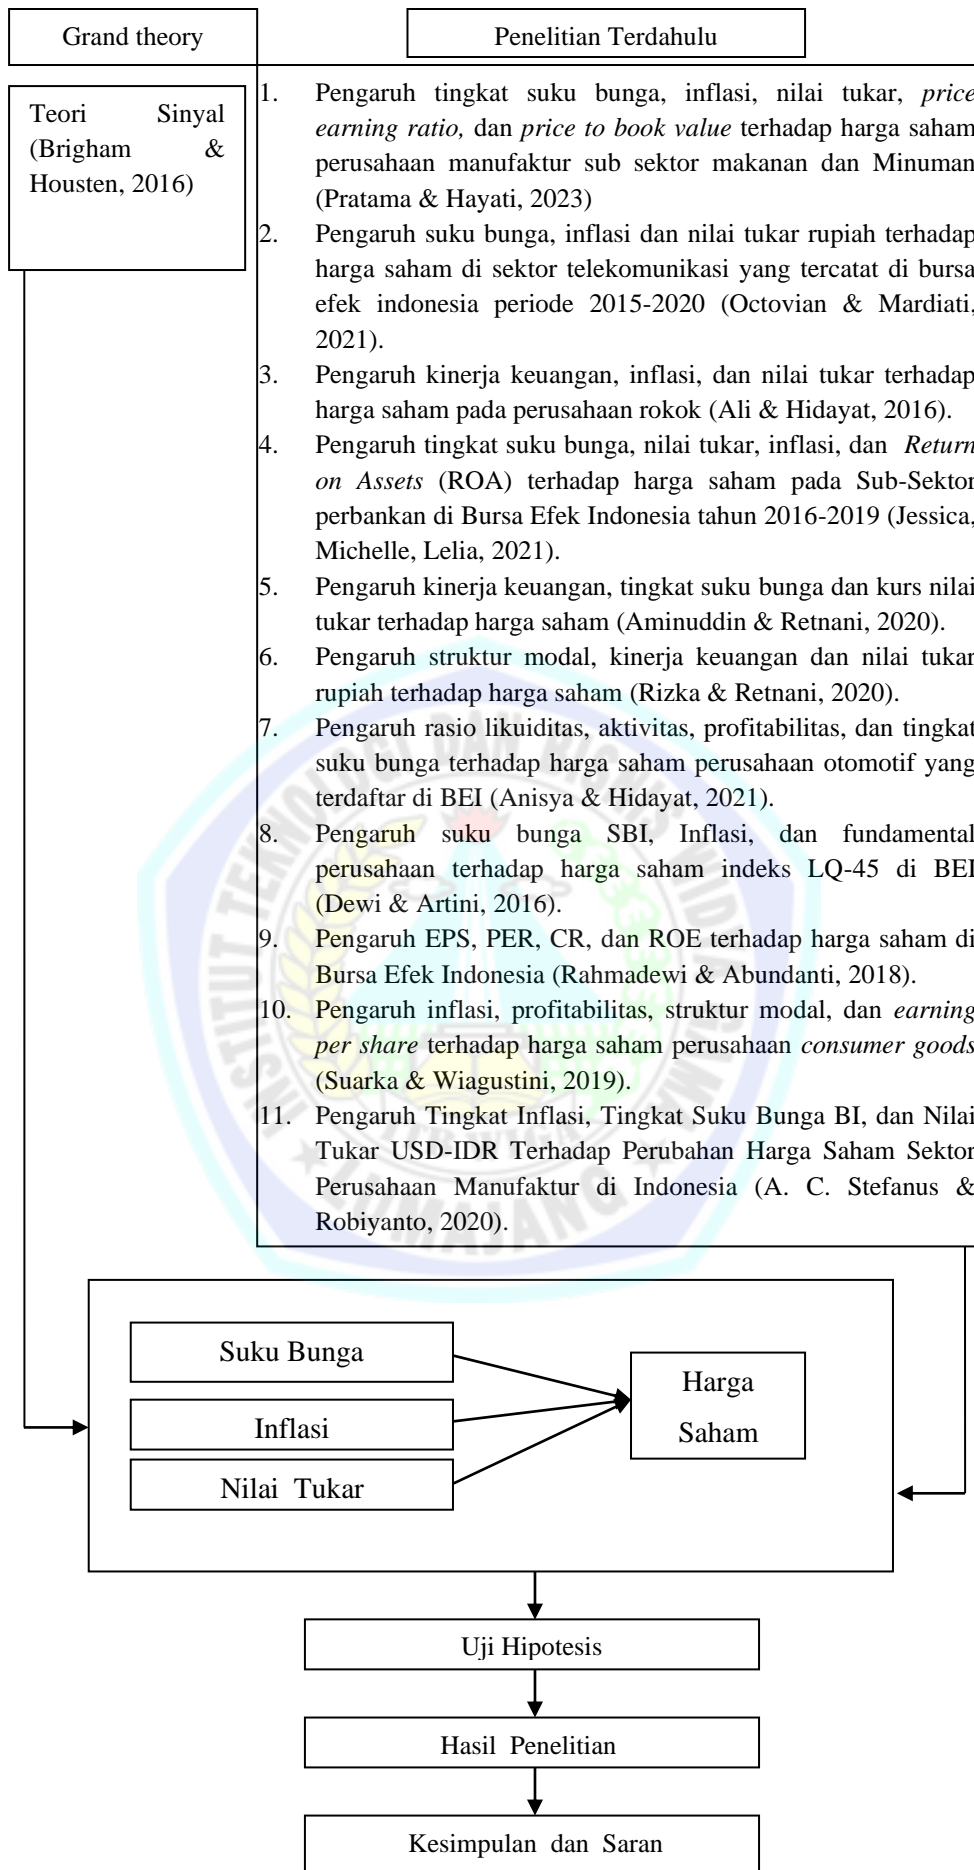 Grand theory
Penelitian Terdahulu
Teori Sinyal
(Brigham &
Housten, 2016)
1. Pengaruh tingkat suku bunga, inflasi, nilai tukar, price
earning ratio, dan price to book value terhadap harga saham
perusahaan manufaktur sub sektor makanan dan Minuman
(Pratama & Hayati, 2023)
2. Pengaruh suku bunga, inflasi dan nilai tukar rupiah terhadap
harga saham di sektor telekomunikasi yang tercatat di bursa
efek indonesia periode 2015-2020 (Octovian & Mardiati,
2021).
3. Pengaruh kinerja keuangan, inflasi, dan nilai tukar terhadap
harga saham pada perusahaan rokok (Ali & Hidayat, 2016).
4. Pengaruh tingkat suku bunga, nilai tukar, inflasi, dan Return
on Assets (ROA) terhadap harga saham pada Sub-Sektor
perbankan di Bursa Efek Indonesia tahun 2016-2019 (Jessica,
Michelle, Lelia, 2021).
5. Pengaruh kinerja keuangan, tingkat suku bunga dan kurs nilai
tukar terhadap harga saham (Aminuddin & Retnani, 2020).
6. Pengaruh struktur modal, kinerja keuangan dan nilai tukar
rupiah terhadap harga saham (Rizka & Retnani, 2020).
7. Pengaruh rasio likuiditas, aktivitas, profitabilitas, dan tingkat
suku bunga terhadap harga saham perusahaan otomotif yang
terdaftar di BEI (Anisya & Hidayat, 2021).
8. Pengaruh suku bunga SBI, Inflasi, dan fundamental
perusahaan terhadap harga saham indeks LQ-45 di BEI
(Dewi & Artini, 2016).
9. Pengaruh EPS, PER, CR, dan ROE terhadap harga saham di
Bursa Efek Indonesia (Rahmadewi & Abundanti, 2018).
10. Pengaruh inflasi, profitabilitas, struktur modal, dan earning
per share terhadap harga saham perusahaan consumer goods
(Suarka & Wiagustini, 2019).
11. Pengaruh Tingkat Inflasi, Tingkat Suku Bunga BI, dan Nilai
Tukar USD-IDR Terhadap Perubahan Harga Saham Sektor
Perusahaan Manufaktur di Indonesia (A. C. Stefanus &
Robiyanto, 2020).
INSTITUT TEKNOLOGI DAN BISNIS WIDYA GAMA
LUMAJANG
Suku Bunga
Inflasi
Nilai Tukar
Harga
Saham
Uji Hipotesis
Hasil Penelitian
Kesimpulan dan Saran